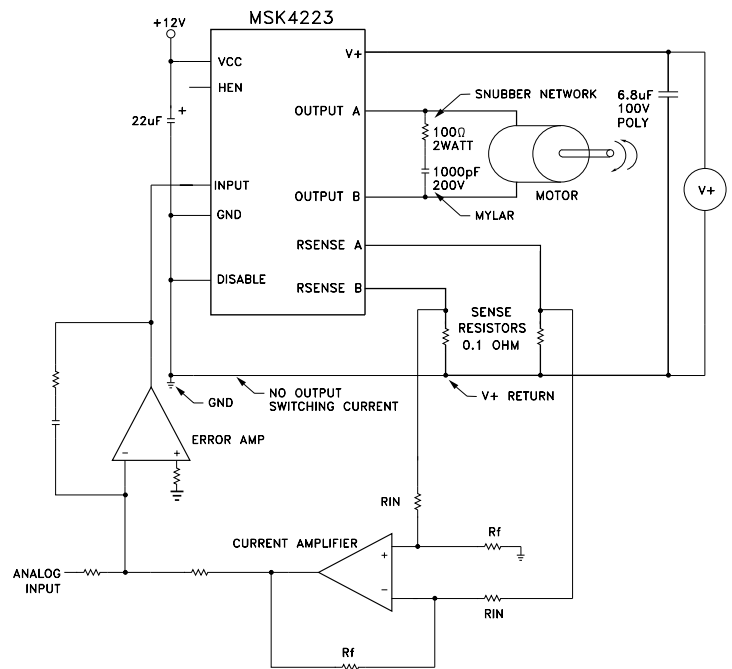 MSK4223
+12V
VCC
V+
HEN
22uF
+
OUTPUT A
SNUBBER NETWORK
6.8uF
100V
POLY
100Ω
2WATT
1000pF
200V
INPUT
OUTPUT B
MOTOR
V+
GND
MYLAR
RSENSE A
DISABLE
RSENSE B
SENSE
RESISTORS
0.1 OHM
GND
NO OUTPUT
SWITCHING CURRENT
V+ RETURN
ERROR AMP
-
+
RIN
Rf
CURRENT AMPLIFIER
+
ANALOG
INPUT
-
RIN
Rf